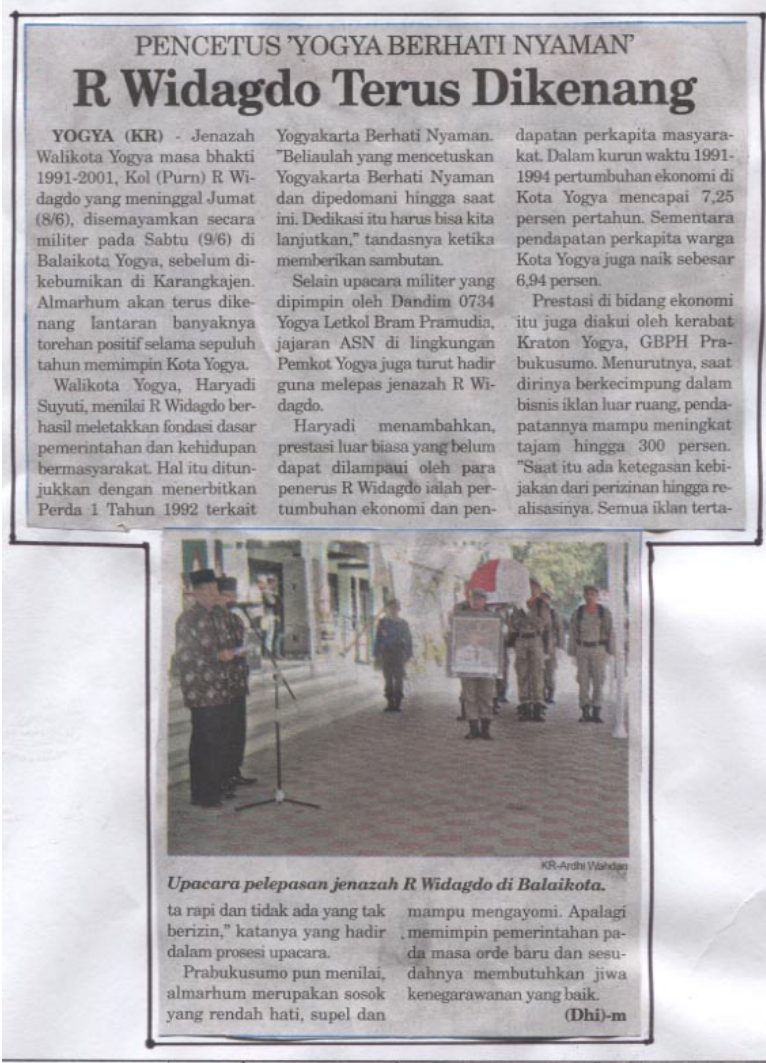 PENCETUS 'YOGYA BERHATI NYAMAN'
R Widagdo Terus Dikenang
YOGYA (KR) - Jenazah
Walikota Yogya masa bhakti
1991-2001, Kol (Purn) R Wi-
dagdo yang meninggal Jumat
(8/6), disemayamkan secara
militer pada Sabtu (9/6) di
Balaikota Yogya, sebelum di-
kebumikan di Karangkajen.
Almarhum akan terus dike-
nang lantaran banyaknya
torehan positif selama sepuluh
tahun memimpin Kota Yogya.
Walikota Yogya, Haryadi
Suyuti, menilai R Widagdo ber-
hasil meletakkan fondasi dasar
pemerintahan dan kehidupan
bermasyarakat. Hal itu ditun-
jukkan dengan menerbitkan
Perda 1 Tahun 1992 terkait
Yogyakarta Berhati Nyaman.
"Beliaulah yang mencetuskan
Yogyakarta Berhati Nyaman
dan dipedomani hingga saat
ini. Dedikasi itu harus bisa kita
lanjutkan," tandasnya ketika
memberikan sambutan.
Selain upacara militer yang
dipimpin oleh Dandim 0734
Yogya Letkol Bram Pramudia,
jajaran ASN di lingkungan
Pemkot Yogya juga turut hadir
guna melepas jenazah R Wi-
dagdo.
Haryadi menambahkan,
prestasi luar biasa yang belum
dapat dilampaui oleh para
penerus R Widagdo ialah per-
tumbuhan ekonomi dan pen-
dapatan perkapita masyara-
kat. Dalam kurun waktu 1991-
1994 pertumbuhan ekonomi di
Kota Yogya mencapai 7,25
persen pertahun. Sementara
pendapatan perkapita warga
Kota Yogya juga naik sebesar
6,94 persen.
Prestasi di bidang ekonomi
itu juga diakui oleh kerabat
Kraton Yogya, GBPH Pra-
bukusumo. Menurutnya, saat
dirinya berkecimpung dalam
bisnis iklan luar ruang, penda-
patannya mampu meningkat
tajam hingga 300 persen.
"Saat itu ada ketegasan kebi-
jakan dari perizinan hingga re-
alisasinya. Semua iklan terta-
KR-Ardhi Wahdan
Upacara pelepasan jenazah R Widagdo di Balaikota.
ta rapi dan tidak ada yang tak
berizin," katanya yang hadir
dalam prosesi upacara.
Prabukusumo pun menilai,
almarhum merupakan sosok
yang rendah hati, supel dan
mampu mengayomi. Apalagi
memimpin pemerintahan pa-
da masa orde baru dan sesu-
dahnya membutuhkan jiwa
kenegarawanan yang baik.
(Dhi)-m